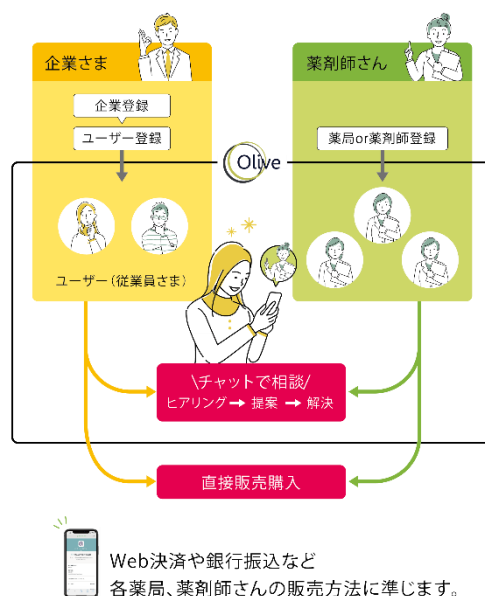 企業さま
薬剤師さん
企業登録
ユーザー登録
薬局or薬剤師登録
Olive
ユーザー（従業員さま）
\チャットで相談/
ヒアリング ➞ 提案 ➞ 解決
直接販売購入
Web決済や銀行振込など
各薬局、薬剤師さんの販売方法に準じます。